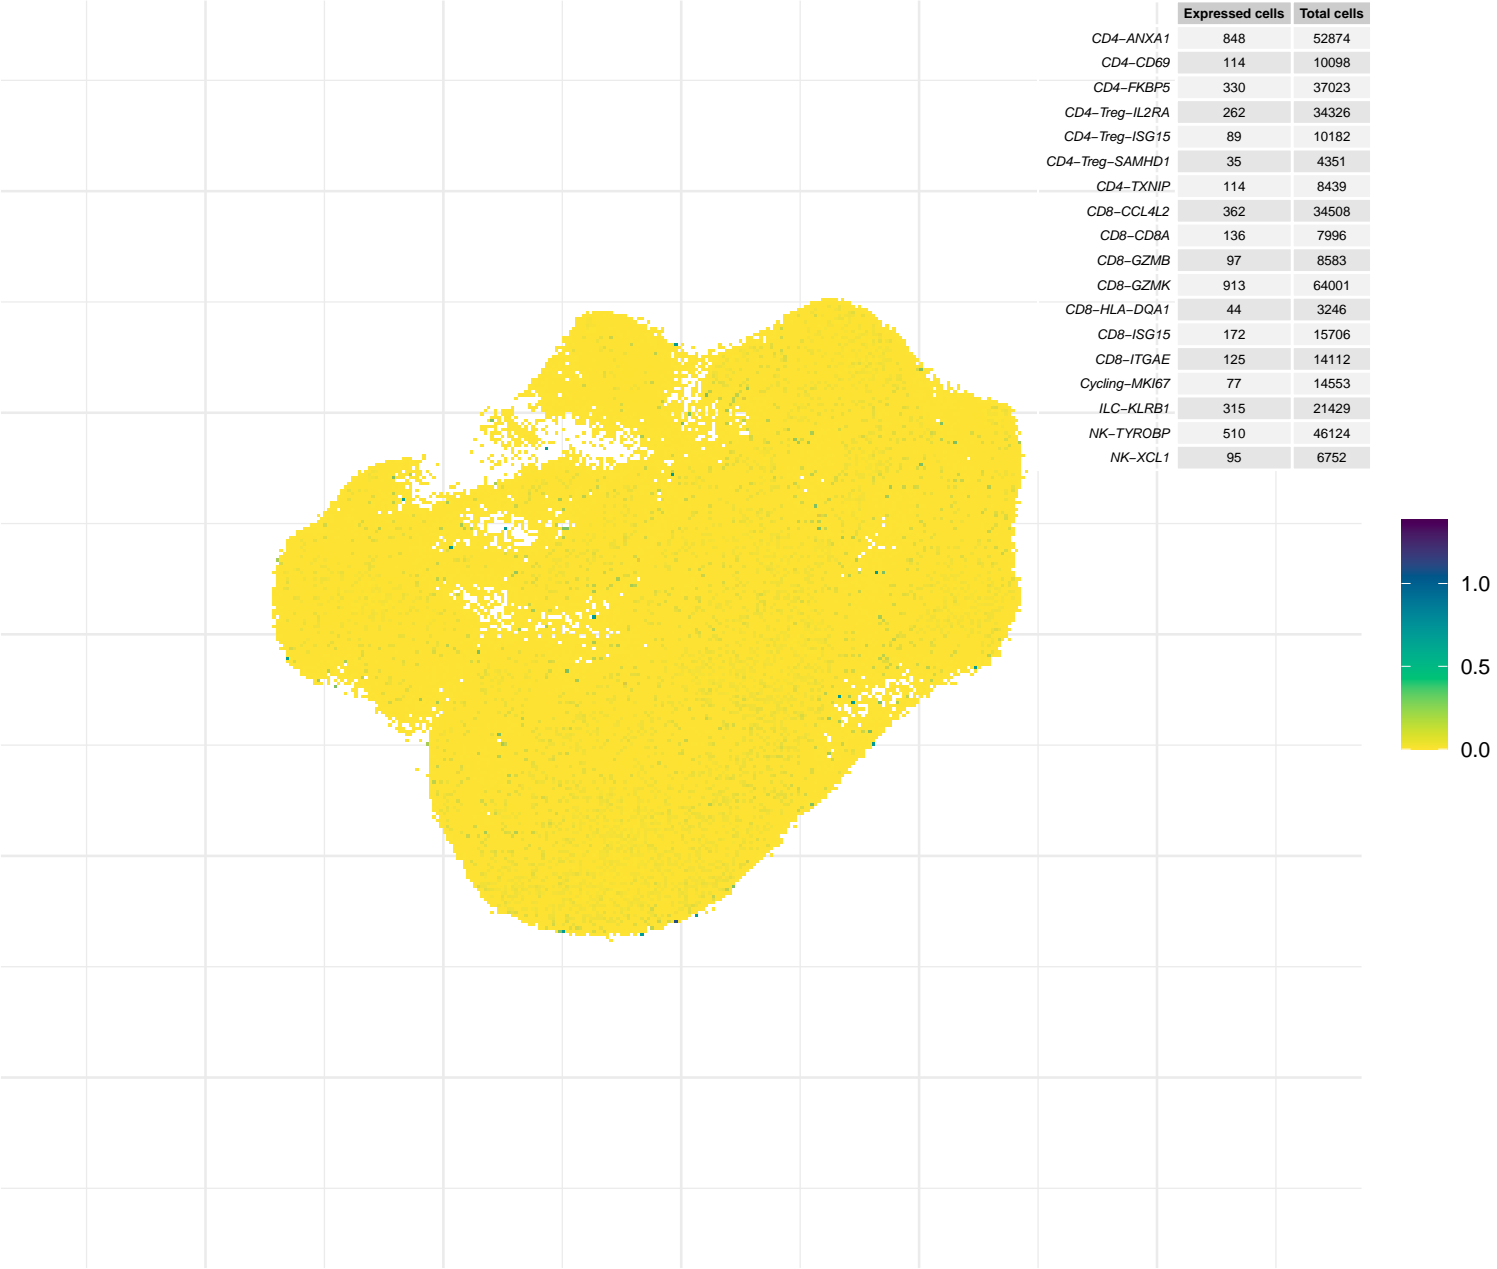 Expressed cells Total cells
CD4−ANXA1 848 52874
CD4−CD69 114 10098
CD4−FKBP5 330 37023
CD4−Treg−IL2RA 262 34326
CD4−Treg−ISG15 89 10182
CD4−Treg−SAMHD1 35 4351
CD4−TXNIP 114 8439
CD8−CCL4L2 362 34508
CD8−CD8A 136 7996
CD8−GZMB 97 8583
CD8−GZMK 913 64001
CD8−HLA−DQA1 44 3246
CD8−ISG15 172 15706
CD8−ITGAE 125 14112
Cycling−MKI67 77 14553
ILC−KLRB1 315 21429
NK−TYROBP 510 46124
NK−XCL1 95 6752
1.0
0.5
0.0